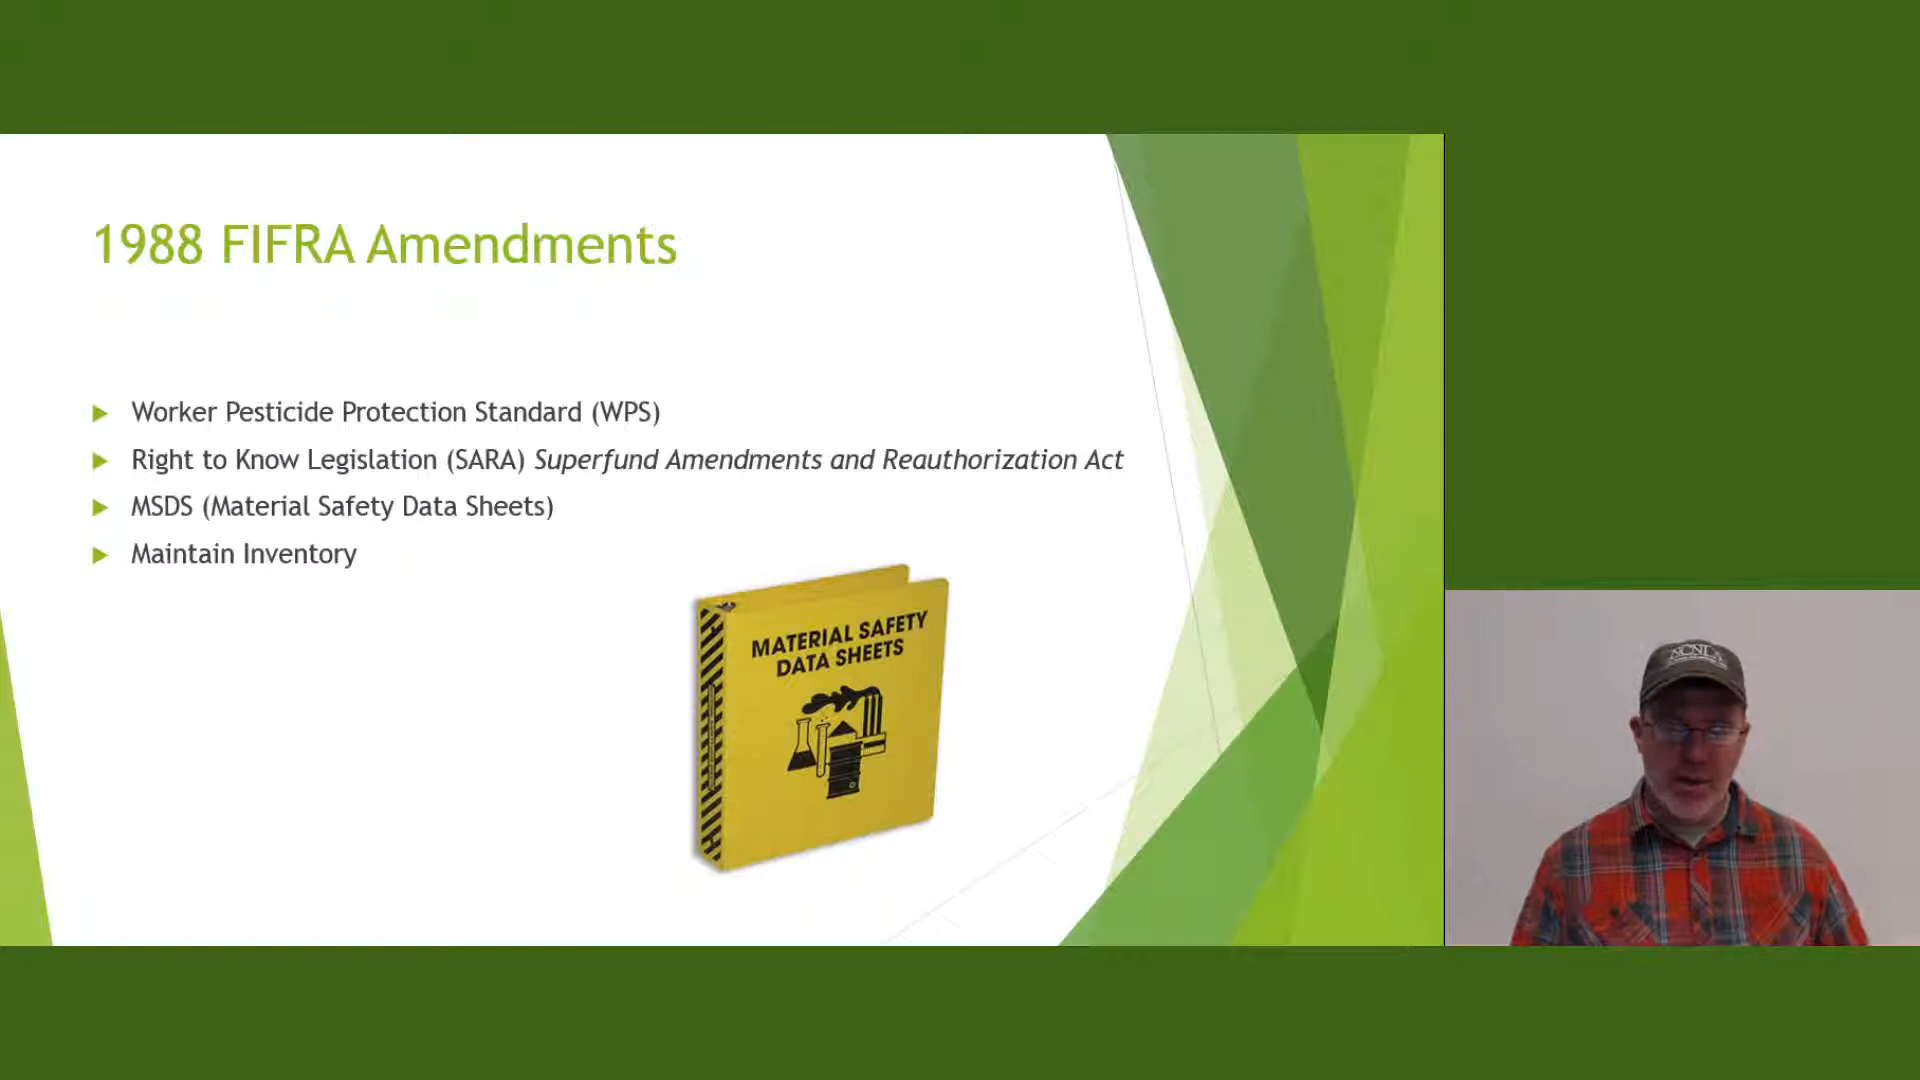 1988 FIFRA Amendments
Worker Pesticide Protection Standard (WPS)
Right to Know Legislation (SARA) Superfund Amendments and Reauthorization Act
MSDS (Material Safety Data Sheets)
Maintain Inventory
MATERIAL SAFETY
DATA SHEETS